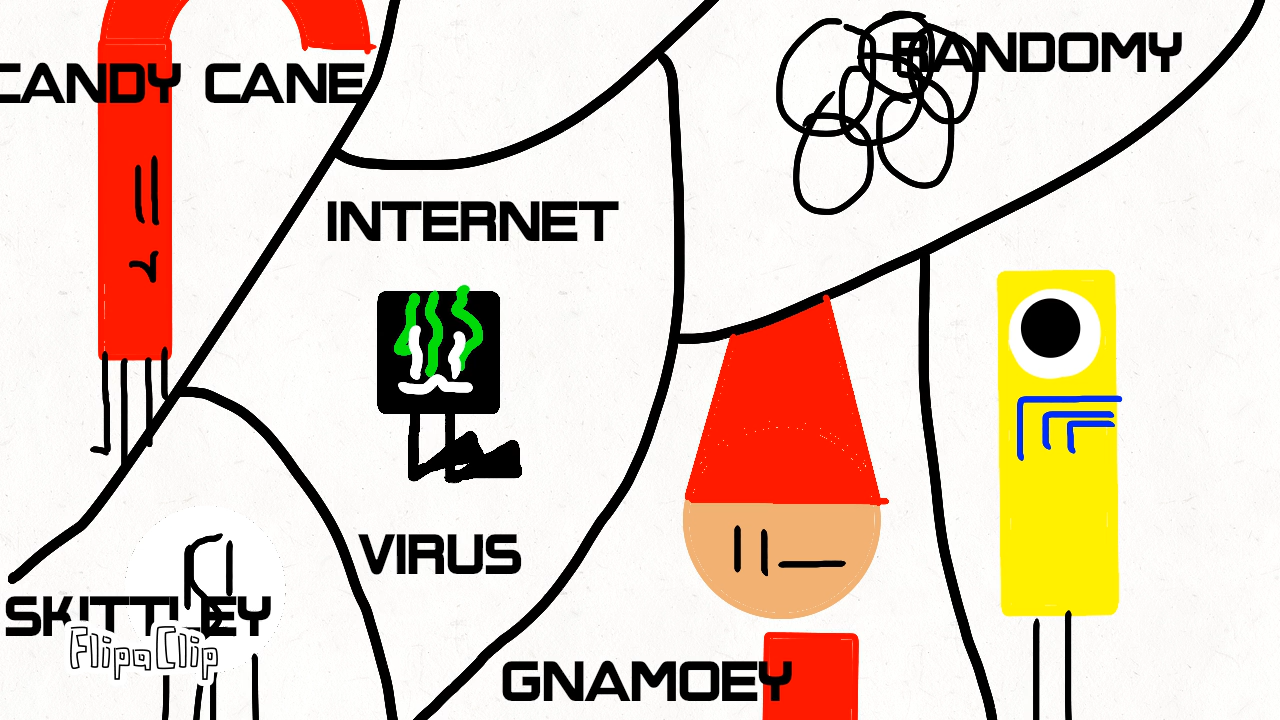 CANDY CANE
RANDOMY
INTERNET
VIRUS
SKITTLEY
FlipaClip
GNAMOEY